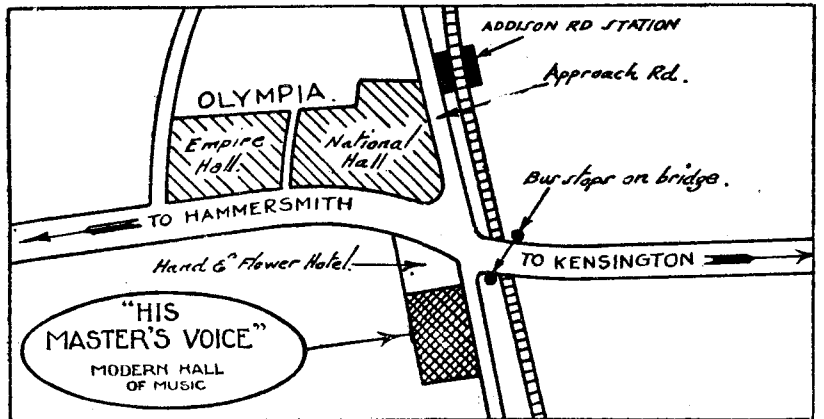 ADDISON RD STATION
Approach Rd.
OLYMPIA.
Empire
Hall.
National
Hall
Bus stops on bridge.
TO HAMMERSMITH
TO KENSINGTON
Hand & Flower Hotel.
"HIS
MASTER'S VOICE"
MODERN HALL
OF MUSIC